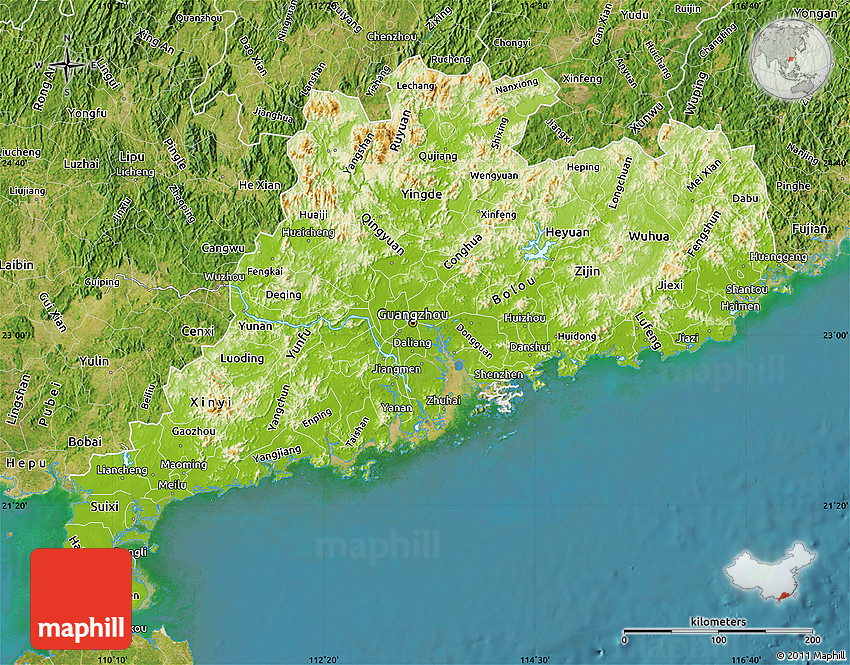 110°10'
112°20'
114°30'
116°40'
Quanzhou
Ningyuan
Guiyang
Zixing
Gan Xian
Yudu
Ruijin
Yongan
Xing An
Dao Xian
Chenzhou
Chongyi
Huichang
Changting
Rucheng
N
W
E
S
Rong An
Lingui
Lanshan
Yizhang
Lechang
Nanxiong
Xinfeng
Anyuan
Wuping
Yongfu
Jianghua
Yangshan
Ruyuan
Shixing
Jiangxi
Xunwu
Liucheng
24°40'
Luzhai
Lipu
Licheng
Pingle
Qujiang
Wengyuan
Heping
Longchuan
Mei Xian
Nanjing
24°40'
Liujiang
Zhaoping
He Xian
Yingde
Pinghe
Dabu
Jinxiu
Huaiji
Huaicheng
Qingyuan
Xinfeng
Heyuan
Wuhua
Fengshun
Fujian
Cangwu
Conghua
Laibin
Guiping
Wuzhou
Fengkai
Zijin
Huanggang
Gui Xian
Deqing
Bolou
Jiexi
Shantou
Haimen
Cenxi
Yunan
Yunfu
Guangzhou
Huizhou
23°00'
Daliang
Dongguan
Huidong
Lufeng
Jiazi
23°00'
Yulin
Luoding
Danshui
Lingshan
Pubei
Beiliu
Jiangmen
Shenzhen
maphill
Xinyi
Yangchun
Yanan
Zhuhai
Enping
Taishan
Bobai
Gaozhou
Hepu
Liancheng
Maoming
Yangjiang
Meilu
21°20'
Suixi
21°20'
maphill
maphill
kilometers
0
100
200
110°10'
112°20'
114°30'
116°40'
© 2011 Maphill